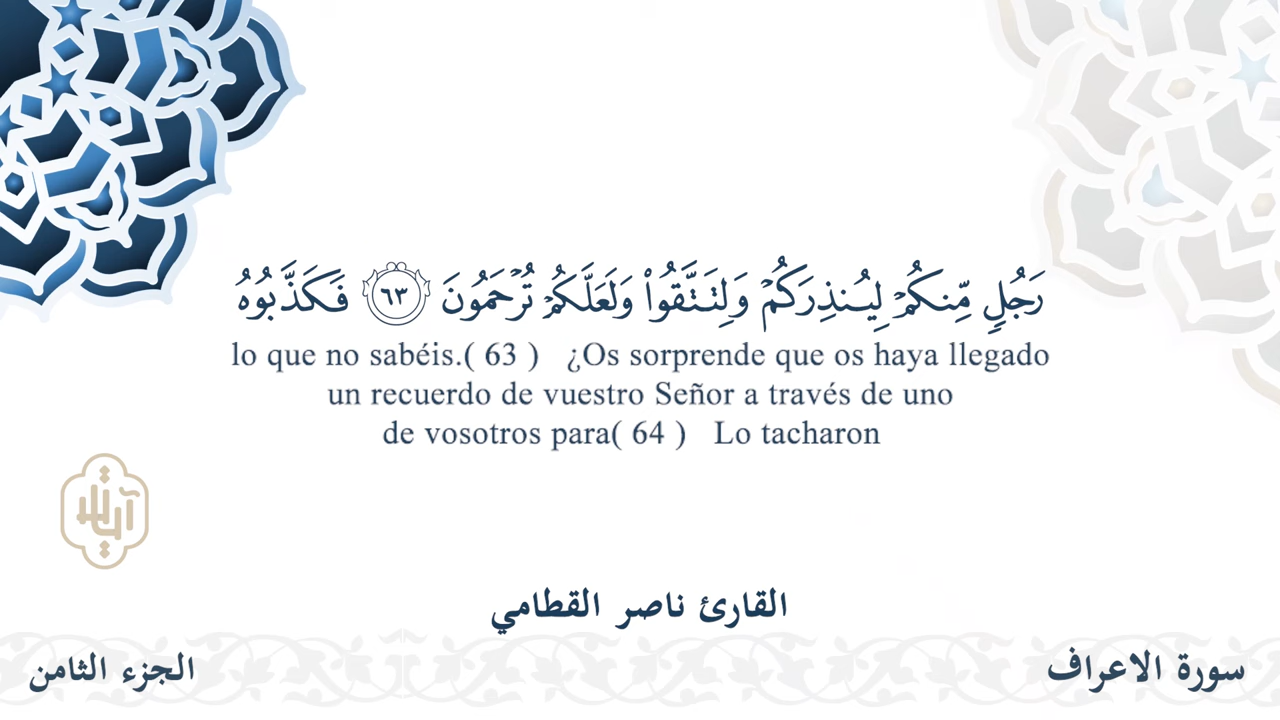 رَجُلٍ مِّنكُمْ لِيُنذِرَكُمْ وَلِتَتَّقُوا۟ وَلَعَلَّكُمْ تُرْحَمُونَ ٦٣ فَكَذَّبُوهُ
lo que no sabéis.( 63 ) ¿Os sorprende que os haya llegado
un recuerdo de vuestro Señor a través de uno
de vosotros para( 64 ) Lo tacharon
القارئ ناصر القطامي
سورة الاعراف
الجزء الثامن